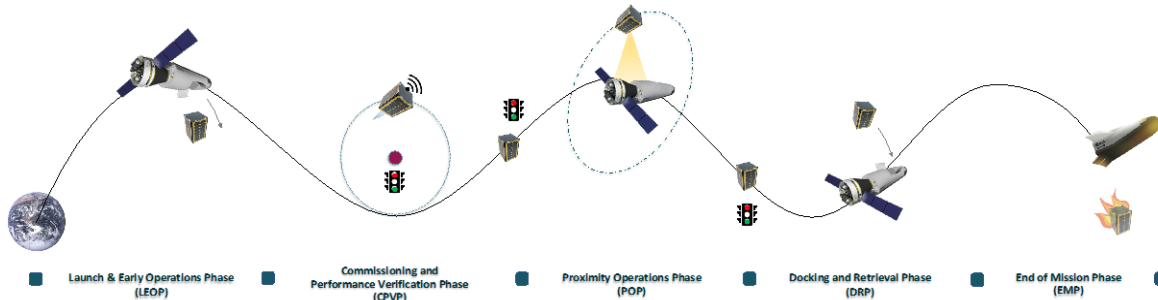 Launch & Early Operations Phase
(LEOP)
Commissioning and
Performance Verification Phase
(CPVP)
Proximity Operations Phase
(POP)
Docking and Retrieval Phase
(DRP)
End of Mission Phase
(EMP)